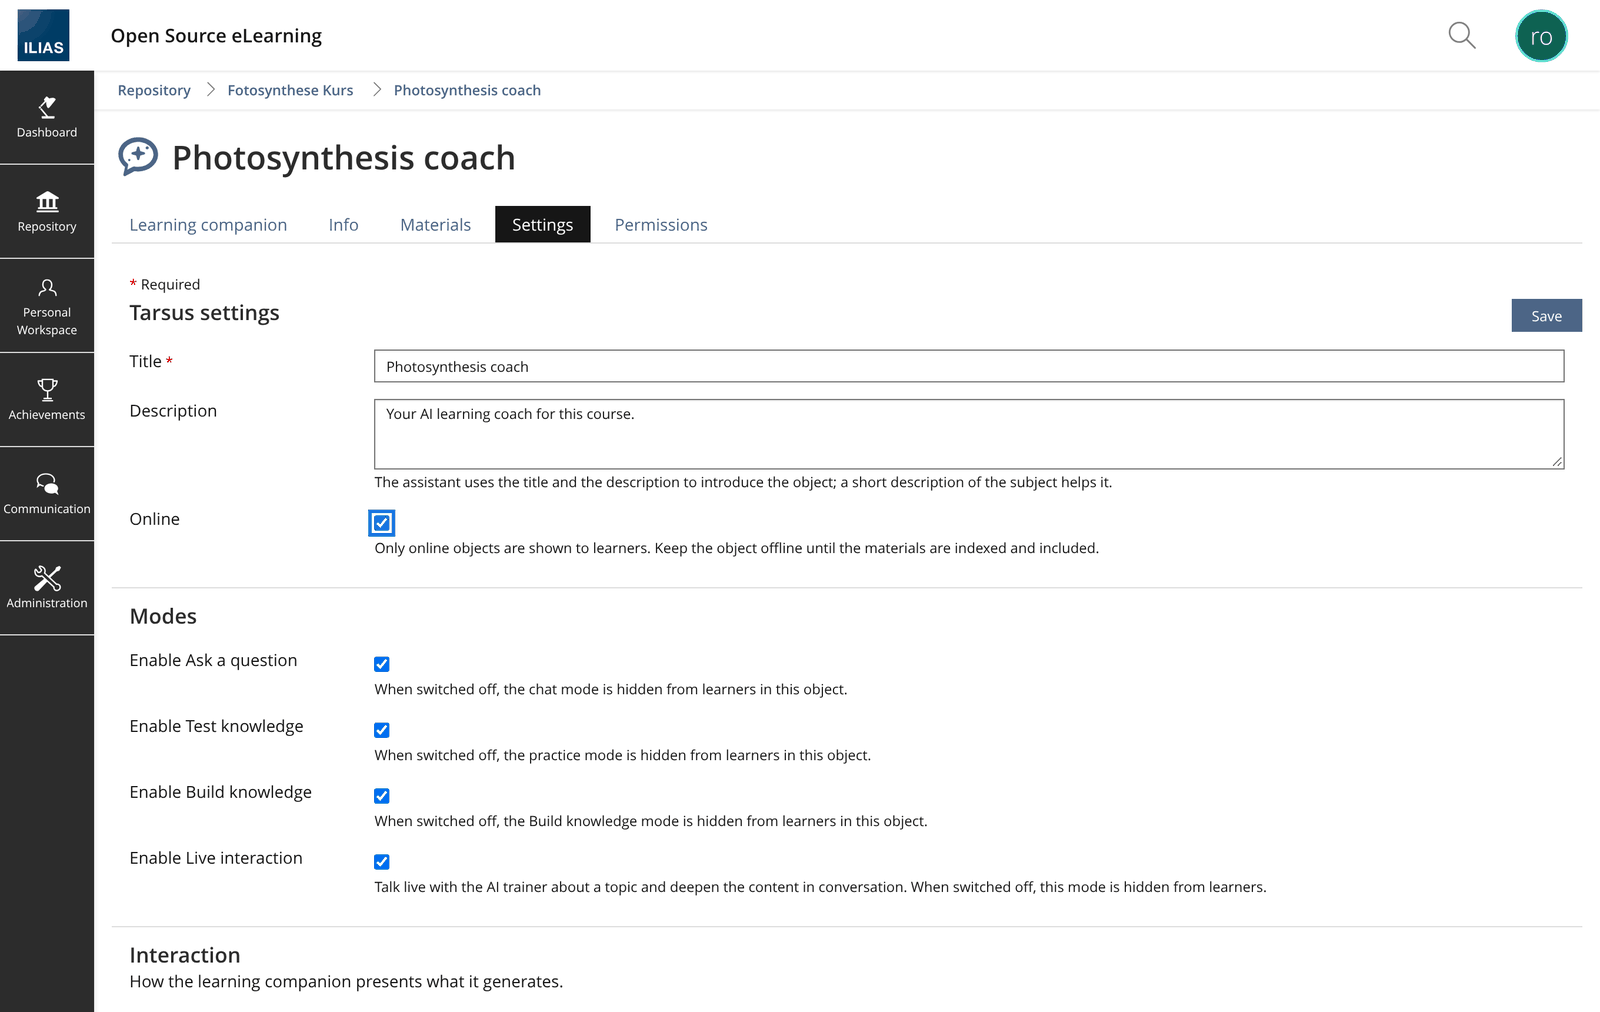 ILIAS
Open Source eLearning
ro
Repository
Fotosynthese Kurs
Photosynthesis coach
Dashboard
Repository
Personal
Workspace
Achievements
Communication
Administration
Photosynthesis coach
Learning companion
Info
Materials
Settings
Permissions
* Required
Tarsus settings
Save
Title *
Photosynthesis coach
Description
Your AI learning coach for this course.
The assistant uses the title and the description to introduce the object; a short description of the subject helps it.
Online
Only online objects are shown to learners. Keep the object offline until the materials are indexed and included.
Modes
Enable Ask a question
When switched off, the chat mode is hidden from learners in this object.
Enable Test knowledge
When switched off, the practice mode is hidden from learners in this object.
Enable Build knowledge
When switched off, the Build knowledge mode is hidden from learners in this object.
Enable Live interaction
Talk live with the AI trainer about a topic and deepen the content in conversation. When switched off, this mode is hidden from learners.
Interaction
How the learning companion presents what it generates.